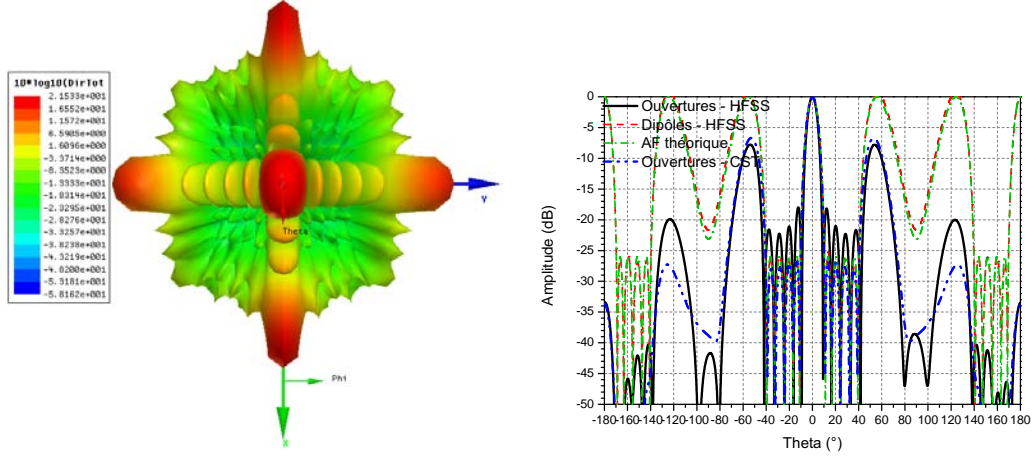 10*log10(DirTot
2.1533e+001
1.6552e+001
1.1572e+001
6.5905e+000
1.6096e+000
-3.3714e+000
-8.3523e+000
-1.3333e+001
-1.8314e+001
-2.3295e+001
-2.8276e+001
-3.3257e+001
-3.8238e+001
-4.3219e+001
-4.8200e+001
-5.3181e+001
-5.8162e+001
Theta
Y
Phi
X
Ouvertures - HFSS
Dipôles - HFSS
AF théorique
Ouvertures - CST
Amplitude (dB)
0
-5
-10
-15
-20
-25
-30
-35
-40
-45
-50
-180 -160 -140 -120 -100 -80 -60 -40 -20 0 20 40 60 80 100 120 140 160 180
Theta (°)